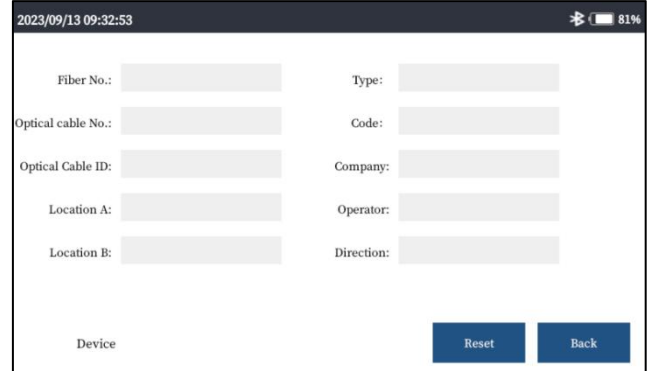 2023/09/13 09:32:53 81%
Fiber No.: Type:
Optical cable No.: Code:
Optical Cable ID: Company:
Location A: Operator:
Location B: Direction:
Device Reset Back